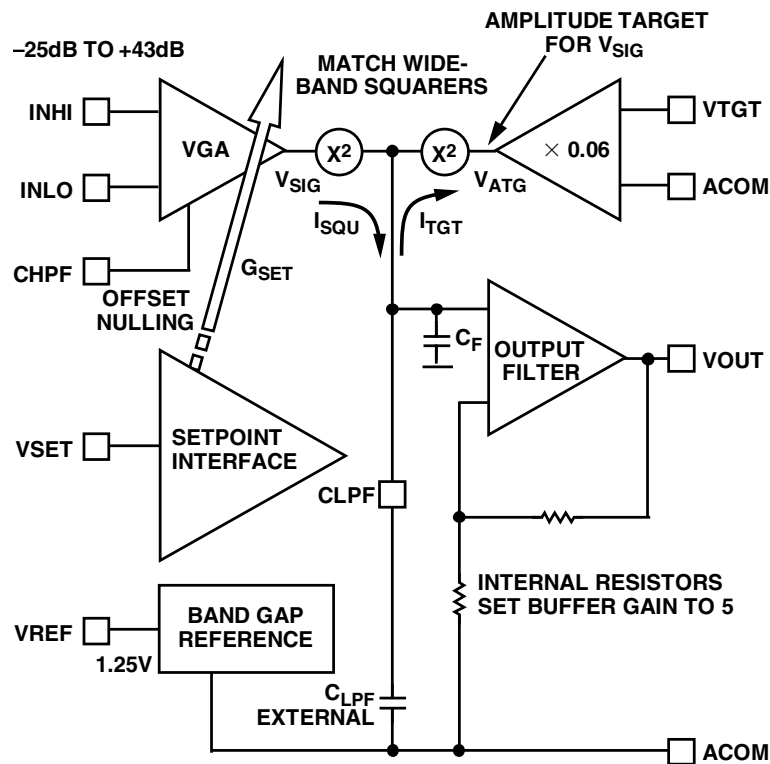 –25dB TO +43dB
AMPLITUDE TARGET
FOR VSIG
MATCH WIDE-
BAND SQUARERS
INHI
VGA
X2
X2
× 0.06
VTGT
INLO
VSIG
VATG
ACOM
ISQU
ITGT
CHPF
OFFSET
NULLING
GSET
CF
OUTPUT
FILTER
VOUT
VSET
SETPOINT
INTERFACE
CLPF
INTERNAL RESISTORS
SET BUFFER GAIN TO 5
VREF
BAND GAP
REFERENCE
1.25V
CLPF
EXTERNAL
ACOM